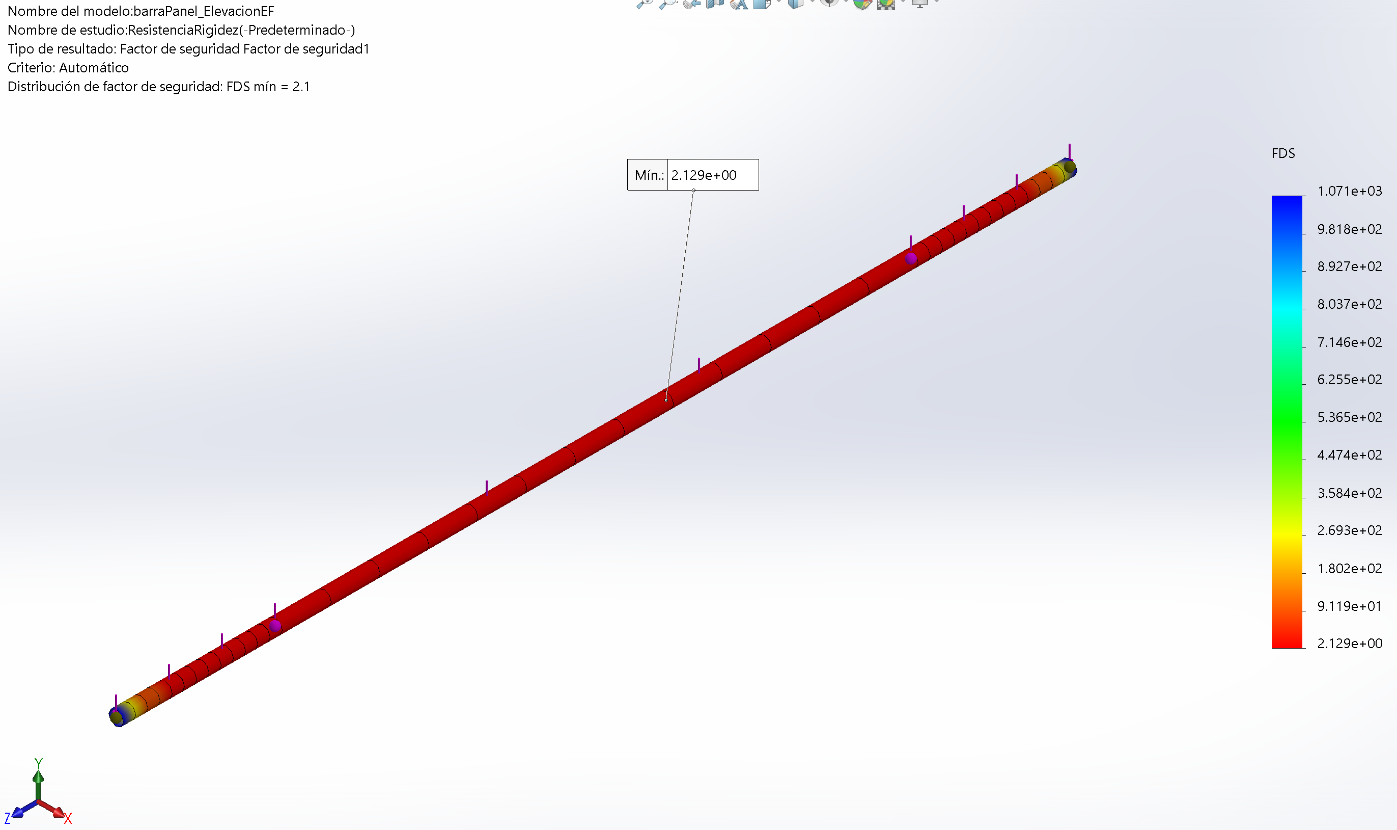 Nombre del modelo:barraPanel_ElevacionEF
Nombre de estudio:ResistenciaRigidez(-Predeterminado-)
Tipo de resultado: Factor de seguridad Factor de seguridad1
Criterio: Automático
Distribución de factor de seguridad: FDS mín = 2.1
Mín.: 2.129e+00
FDS
1.071e+03
9.818e+02
8.927e+02
8.037e+02
7.146e+02
6.255e+02
5.365e+02
4.474e+02
3.584e+02
2.693e+02
1.802e+02
9.119e+01
2.129e+00
Y
Z
X